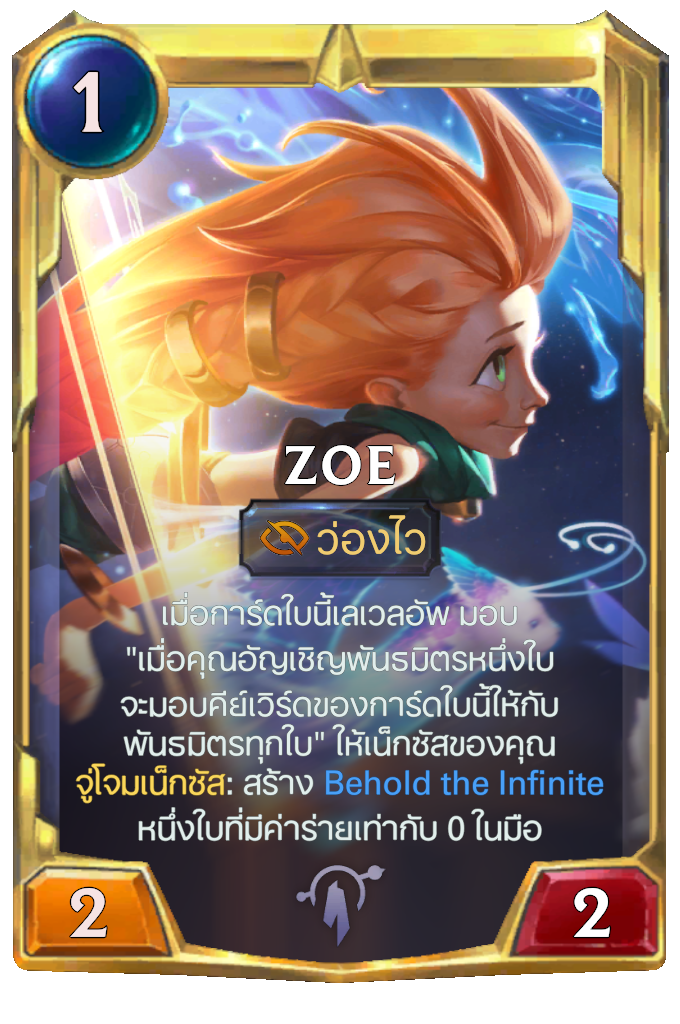 1
ZOE
ว่องไว
เมื่อการ์ดใบนี้เลเวลอัพ มอบ
"เมื่อคุณอัญเชิญพันธมิตรหนึ่งใบ
จะมอบคีย์เวิร์ดของการ์ดใบนี้ให้กับ
พันธมิตรทุกใบ" ให้เน็กซัสของคุณ
จู่โจมเน็กซัส: สร้าง Behold the Infinite
หนึ่งใบที่มีค่าร่ายเท่ากับ 0 ในมือ
2 2